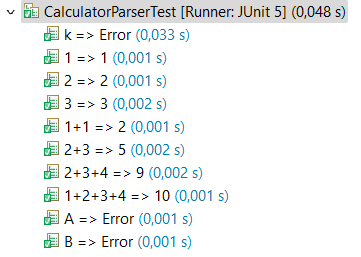 CalculatorParserTest [Runner: JUnit 5] (0,048 s)
k => Error (0,033 s)
1 => 1 (0,001 s)
2 => 2 (0,001 s)
3 => 3 (0,002 s)
1+1 => 2 (0,001 s)
2+3 => 5 (0,002 s)
2+3+4 => 9 (0,002 s)
1+2+3+4 => 10 (0,001 s)
A => Error (0,001 s)
B => Error (0,001 s)